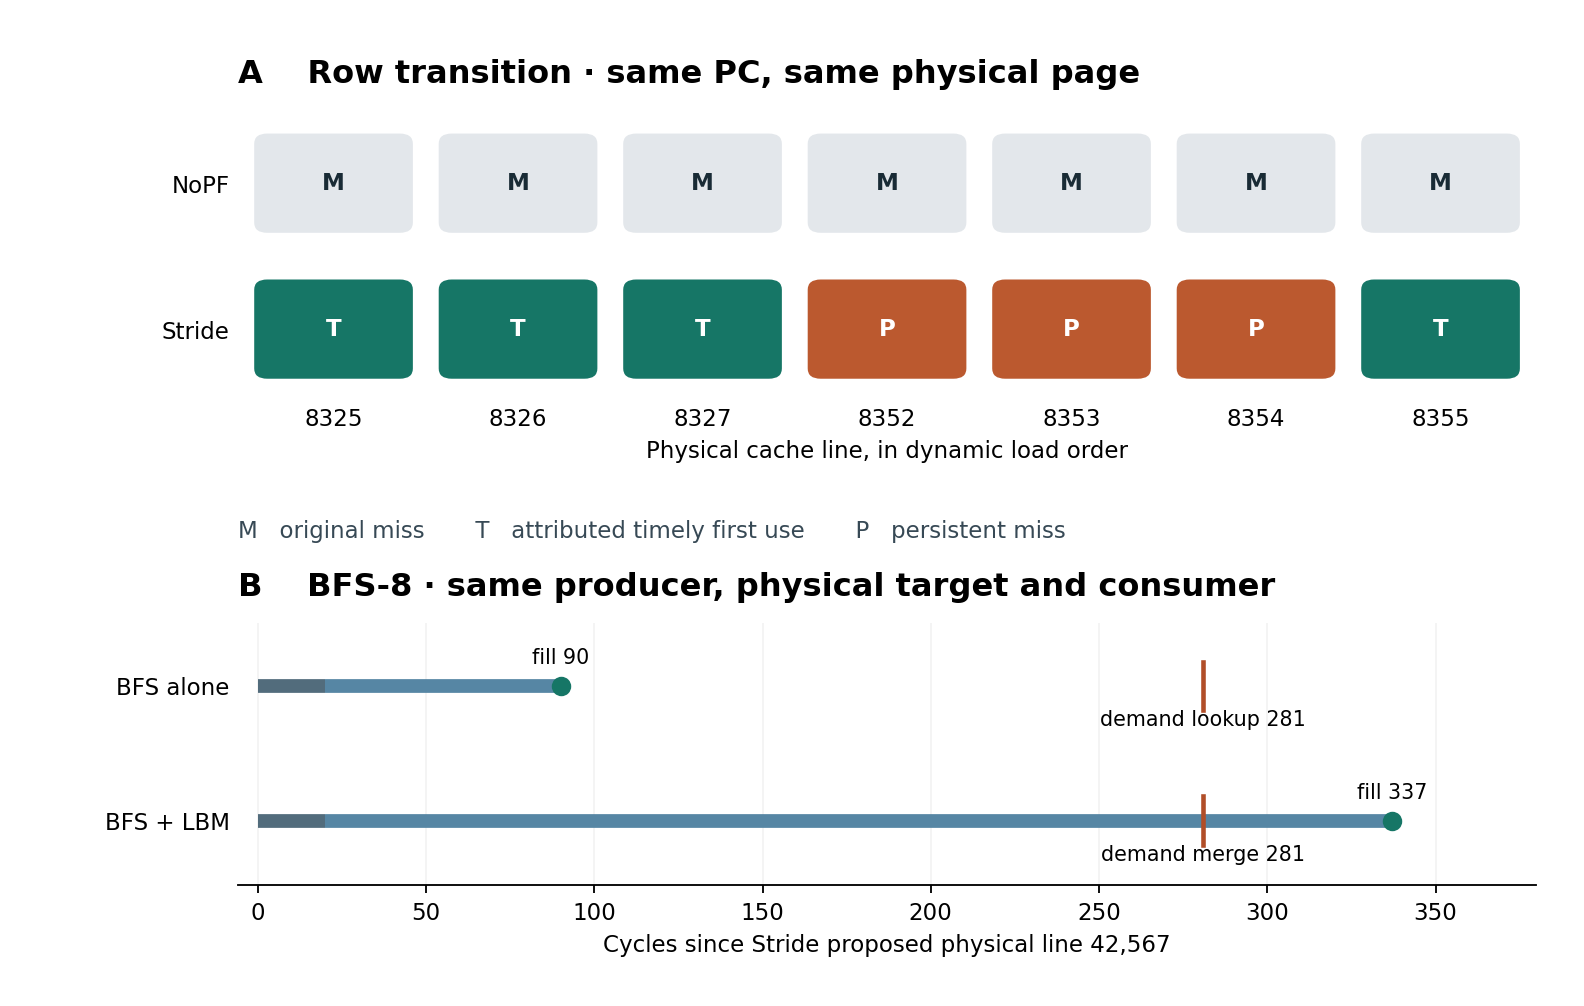 A Row transition · same PC, same physical page
NoPF M M M M M M M
Stride T T T P P P T
8325 8326 8327 8352 8353 8354 8355
Physical cache line, in dynamic load order
M original miss T attributed timely first use P persistent miss
B BFS-8 · same producer, physical target and consumer
fill 90
BFS alone
demand lookup 281
fill 337
BFS + LBM
demand merge 281
0 50 100 150 200 250 300 350
Cycles since Stride proposed physical line 42,567